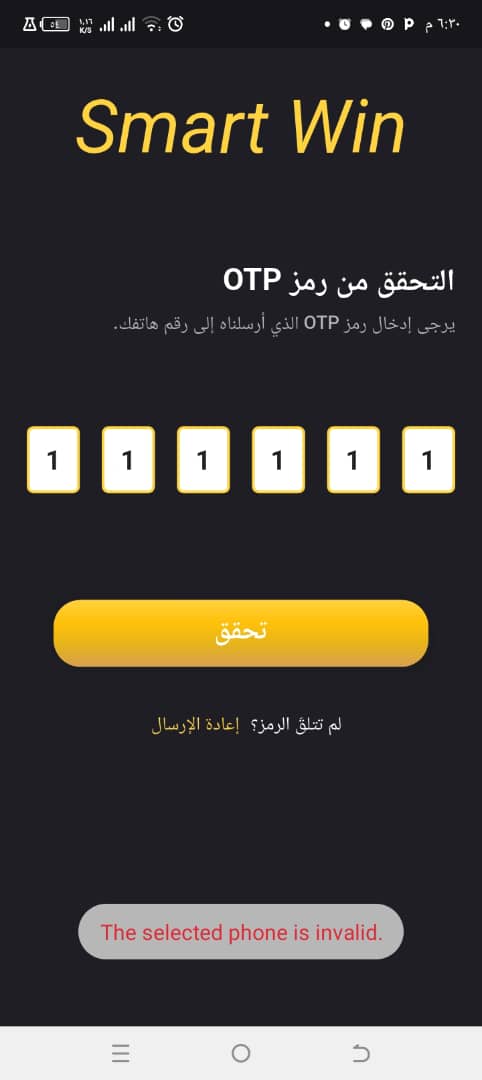 ٥٤ ١,١٦ K/S م ٦:٣٠
Smart Win
التحقق من رمز OTP
يرجى إدخال رمز OTP الذي أرسلناه إلى رقم هاتفك.
1 1 1 1 1 1
تحقق
لم تتلقَ الرمز؟ إعادة الإرسال
The selected phone is invalid.